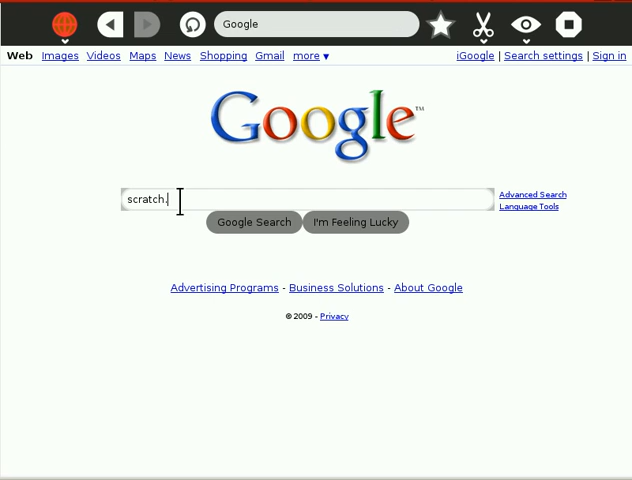 Google
Web Images Videos Maps News Shopping Gmail more ▼ iGoogle | Search settings | Sign in
Google™
scratch.
Advanced Search
Language Tools
Google Search I'm Feeling Lucky
Advertising Programs - Business Solutions - About Google
© 2009 - Privacy